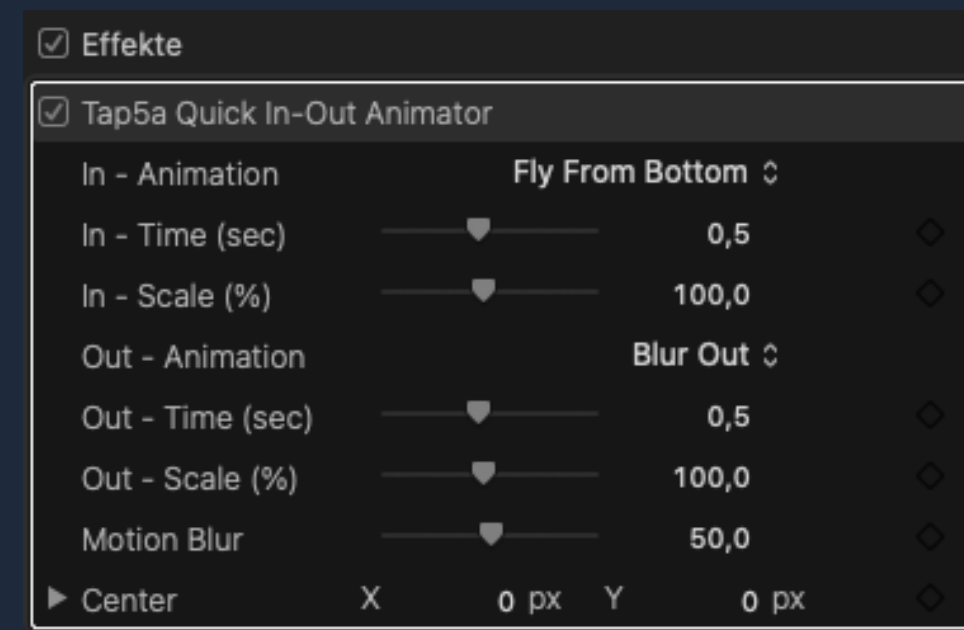 Effekte
Tap5a Quick In-Out Animator
In - Animation Fly From Bottom
In - Time (sec) 0,5
In - Scale (%) 100,0
Out - Animation Blur Out
Out - Time (sec) 0,5
Out - Scale (%) 100,0
Motion Blur 50,0
Center X 0 px Y 0 px